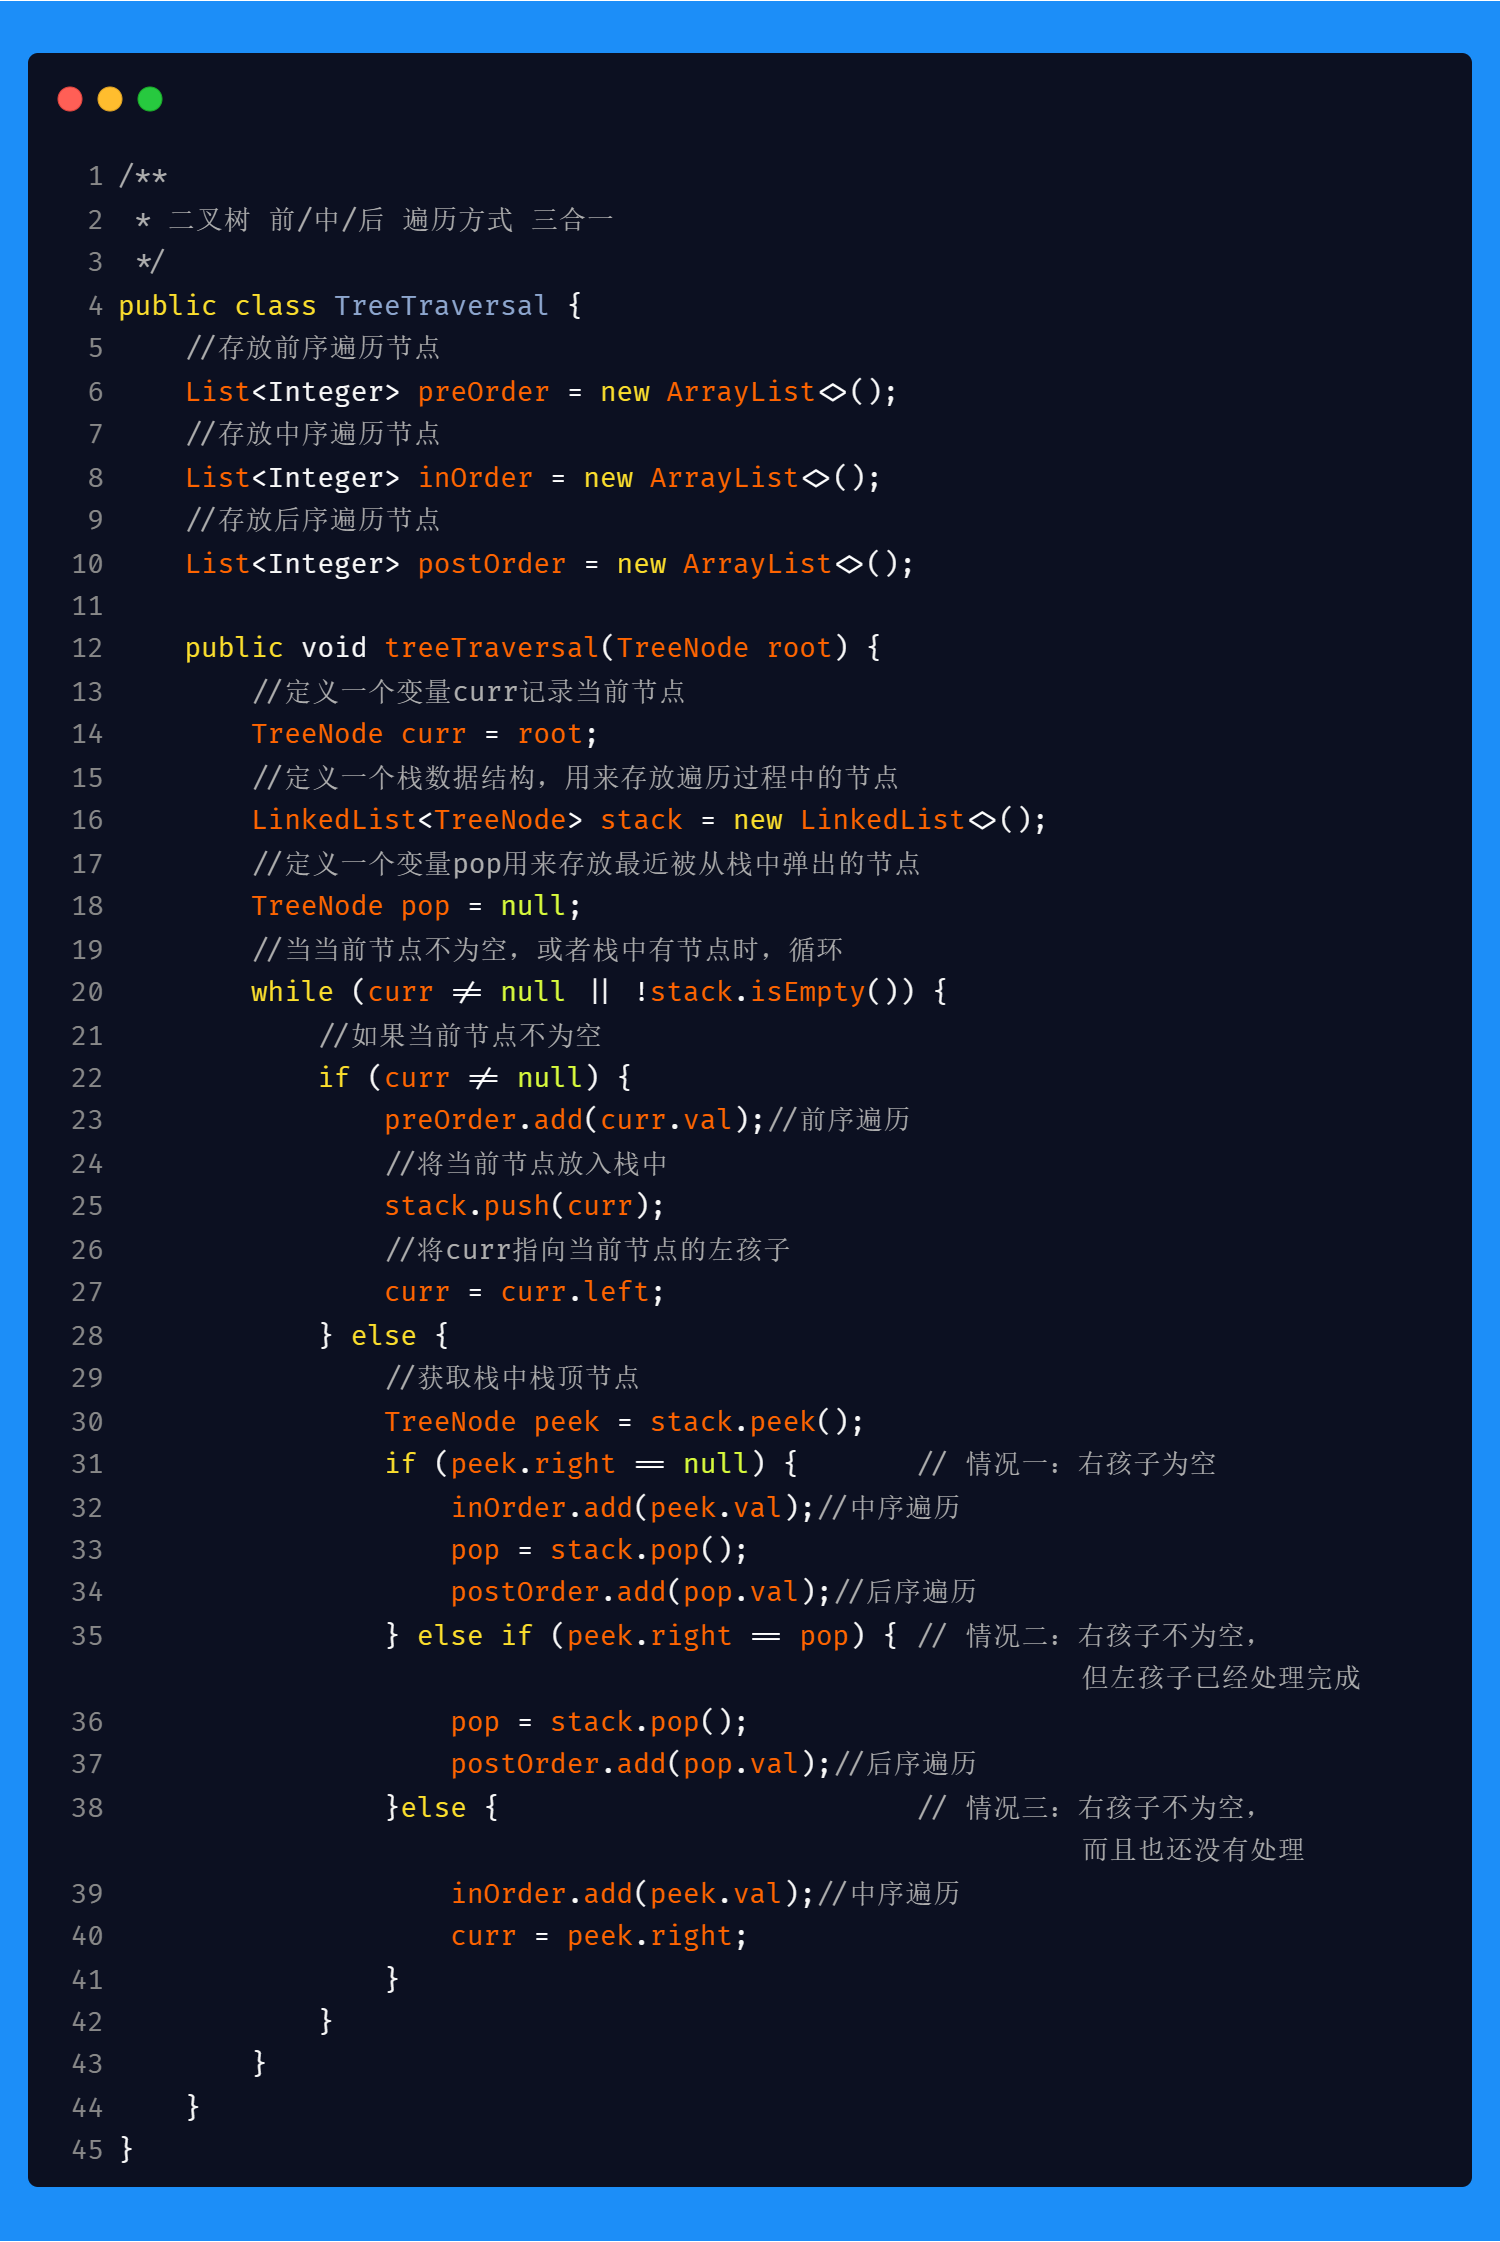 1 /**
2  * 二叉树 前/中/后 遍历方式 三合一
3  */
4 public class TreeTraversal {
5     //存放前序遍历节点
6     List<Integer> preOrder = new ArrayList<>();
7     //存放中序遍历节点
8     List<Integer> inOrder = new ArrayList<>();
9     //存放后序遍历节点
10     List<Integer> postOrder = new ArrayList<>();
11
12     public void treeTraversal(TreeNode root) {
13         //定义一个变量curr记录当前节点
14         TreeNode curr = root;
15         //定义一个栈数据结构，用来存放遍历过程中的节点
16         LinkedList<TreeNode> stack = new LinkedList<>();
17         //定义一个变量pop用来存放最近被从栈中弹出的节点
18         TreeNode pop = null;
19         //当当前节点不为空，或者栈中有节点时，循环
20         while (curr != null || !stack.isEmpty()) {
21             //如果当前节点不为空
22             if (curr != null) {
23                 preOrder.add(curr.val);//前序遍历
24                 //将当前节点放入栈中
25                 stack.push(curr);
26                 //将curr指向当前节点的左孩子
27                 curr = curr.left;
28             } else {
29                 //获取栈中栈顶节点
30                 TreeNode peek = stack.peek();
31                 if (peek.right == null) {       // 情况一：右孩子为空
32                     inOrder.add(peek.val);//中序遍历
33                     pop = stack.pop();
34                     postOrder.add(pop.val);//后序遍历
35                 } else if (peek.right == pop) { // 情况二：右孩子不为空，
但左孩子已经处理完成
36                     pop = stack.pop();
37                     postOrder.add(pop.val);//后序遍历
38                 }else {                         // 情况三：右孩子不为空，
而且也还没有处理
39                     inOrder.add(peek.val);//中序遍历
40                     curr = peek.right;
41                 }
42             }
43         }
44     }
45 }